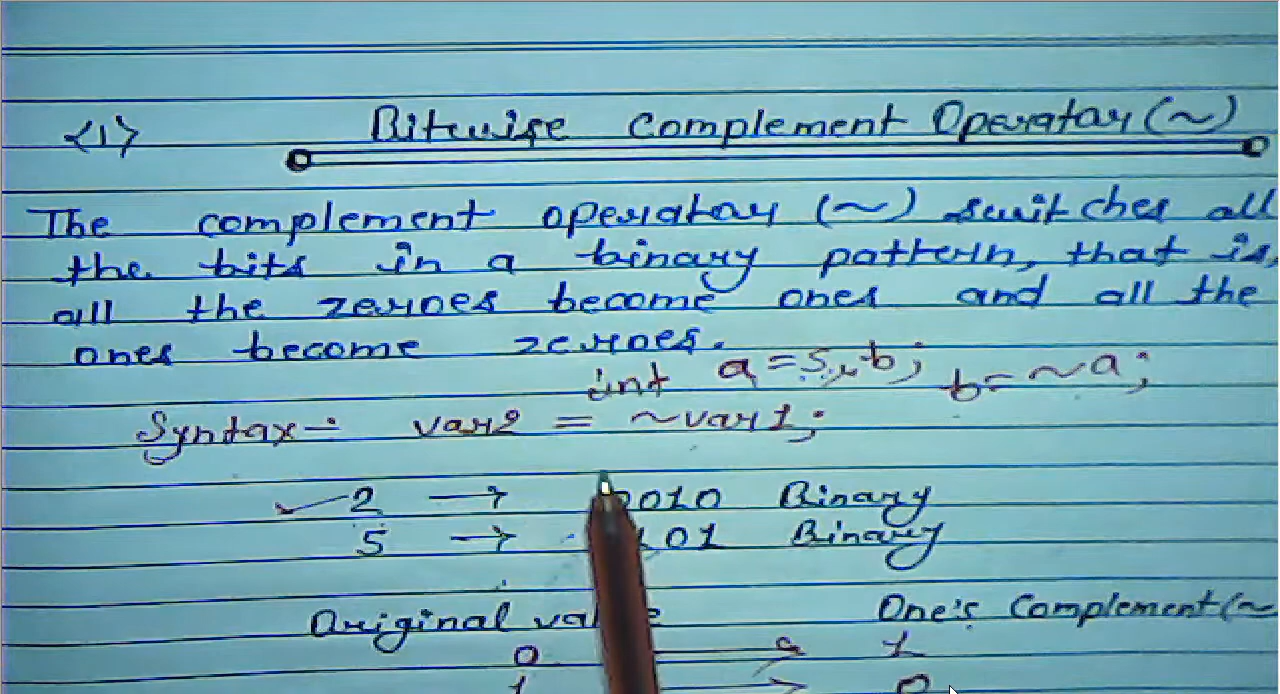 <1> Bitwise Complement Operator (~)
The complement operator (~) switches all
the bits in a binary pattern, that is,
all the zeroes become ones and all the
ones become zeroes.
int a=5, b; b=~a;
Syntax:- var2 = ~var1;
2 → 0010 Binary
5 → 101 Binary
Original One's Complement (~
0 → 1
1 → 0